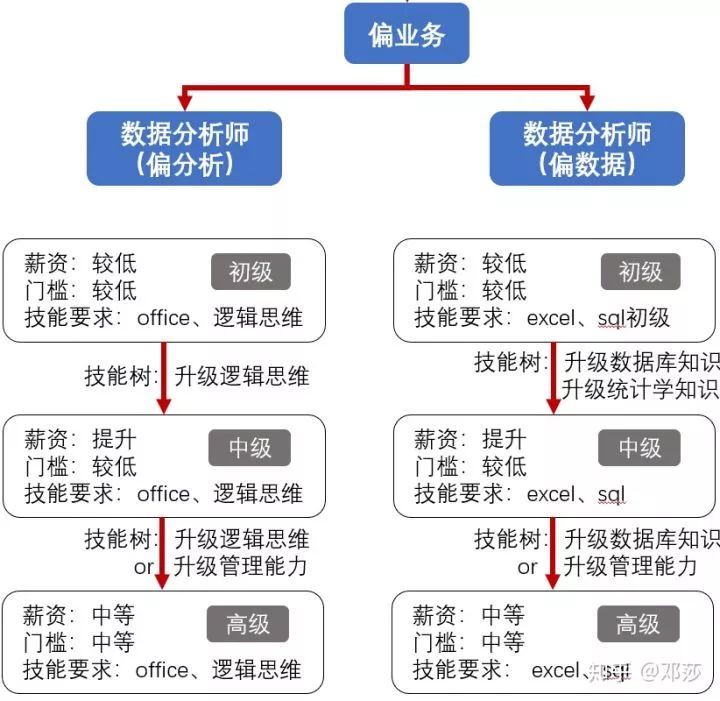 偏业务
数据分析师
(偏分析)
数据分析师
(偏数据)
薪资：较低
门槛：较低
技能要求：office、逻辑思维
初级
技能树：升级逻辑思维
薪资：提升
门槛：较低
技能要求：office、逻辑思维
中级
技能树：升级逻辑思维
or 升级管理能力
薪资：中等
门槛：中等
技能要求：office、逻辑思维
高级
薪资：较低
门槛：较低
技能要求：excel、sql初级
初级
技能树：升级数据库知识
升级统计学知识
薪资：提升
门槛：较低
技能要求：excel、sql
中级
技能树：升级数据库知识
or 升级管理能力
薪资：中等
门槛：中等
技能要求：excel、sql
高级
知乎 @邓莎